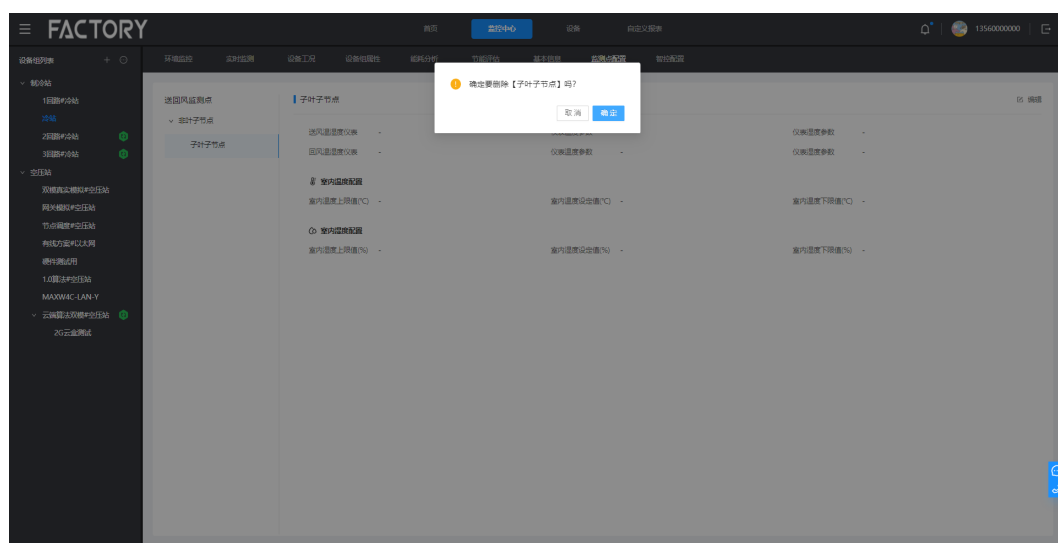 FACTORY
首页
监控中心
设备
自定义报表
13560000000
设备组列表
环境监控
实时监测
设备工况
设备组属性
能耗分析
节能评估
基本信息
监测点配置
智控配置
制冷站
1回路#冷站
冷站
2回路#冷站
3回路#冷站
空压站
双模真实模拟#空压站
网关模拟#空压站
节点调度#空压站
有线方案#以太网
硬件测试用
1.0算法#空压站
MAXW4C-LAN-Y
云端算法双模#空压站
2G云盒测试
送回风监测点
非叶子节点
子叶子节点
子叶子节点
编辑
确定要删除【子叶子节点】吗?
取消
确定
送风温湿度仪表 -
仪表湿度参数 -
回风温湿度仪表 -
仪表温度参数 -
仪表湿度参数 -
室内温度配置
室内温度上限值(℃) -
室内温度设定值(℃) -
室内温度下限值(℃) -
室内湿度配置
室内湿度上限值(%) -
室内湿度设定值(%) -
室内湿度下限值(%) -